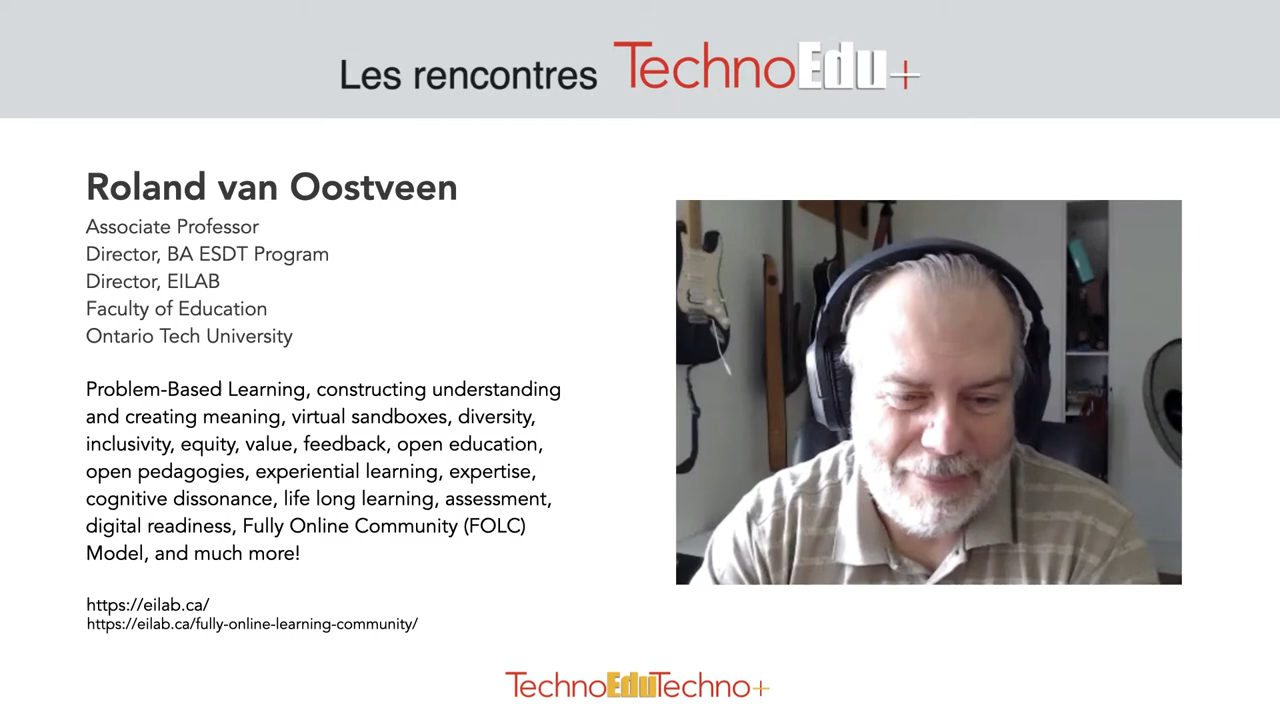 Les rencontres TechnoEdu+
Roland van Oostveen
Associate Professor
Director, BA ESDT Program
Director, EILAB
Faculty of Education
Ontario Tech University
Problem-Based Learning, constructing understanding
and creating meaning, virtual sandboxes, diversity,
inclusivity, equity, value, feedback, open education,
open pedagogies, experiential learning, expertise,
cognitive dissonance, life long learning, assessment,
digital readiness, Fully Online Community (FOLC)
Model, and much more!
https://eilab.ca/
https://eilab.ca/fully-online-learning-community/
TechnoEduTechno+